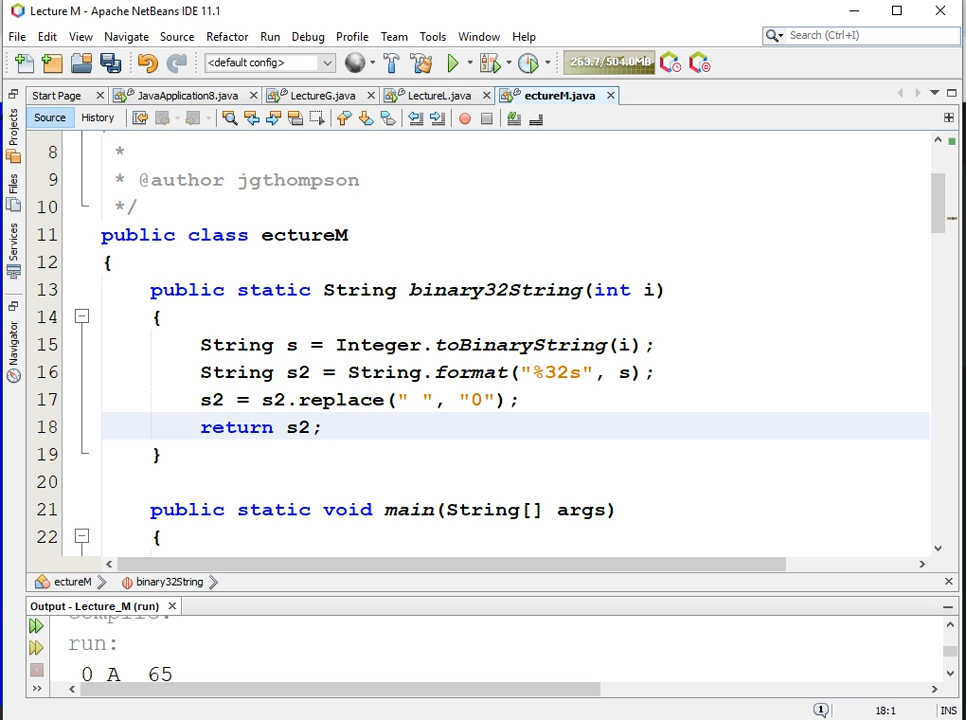 Lecture M - Apache NetBeans IDE 11.1
File Edit View Navigate Source Refactor Run Debug Profile Team Tools Window Help
Search (Ctrl+I)
<default config>
263.7/504.0MB
Start Page JavaApplication8.java LectureG.java LectureL.java ectureM.java
Source History
Projects
Files
Services
Navigator
8 *
9 * @author jgthompson
10 */
11 public class ectureM
12 {
13 public static String binary32String(int i)
14 {
15 String s = Integer.toBinaryString(i);
16 String s2 = String.format("%32s", s);
17 s2 = s2.replace(" ", "0");
18 return s2;
19 }
20
21 public static void main(String[] args)
22 {
ectureM binary32String
Output - Lecture_M (run)
run:
0 A 65
1
18:1 INS